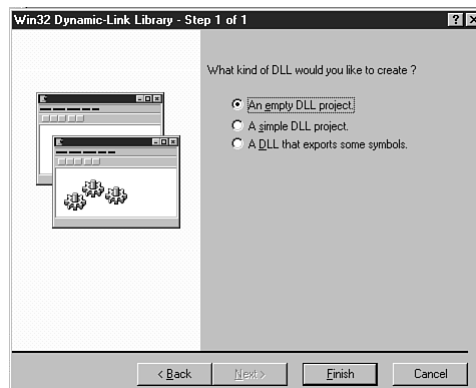 Win32 Dynamic-Link Library - Step 1 of 1
What kind of DLL would you like to create ?
An empty DLL project.
A simple DLL project.
A DLL that exports some symbols.
< Back Next > Finish Cancel